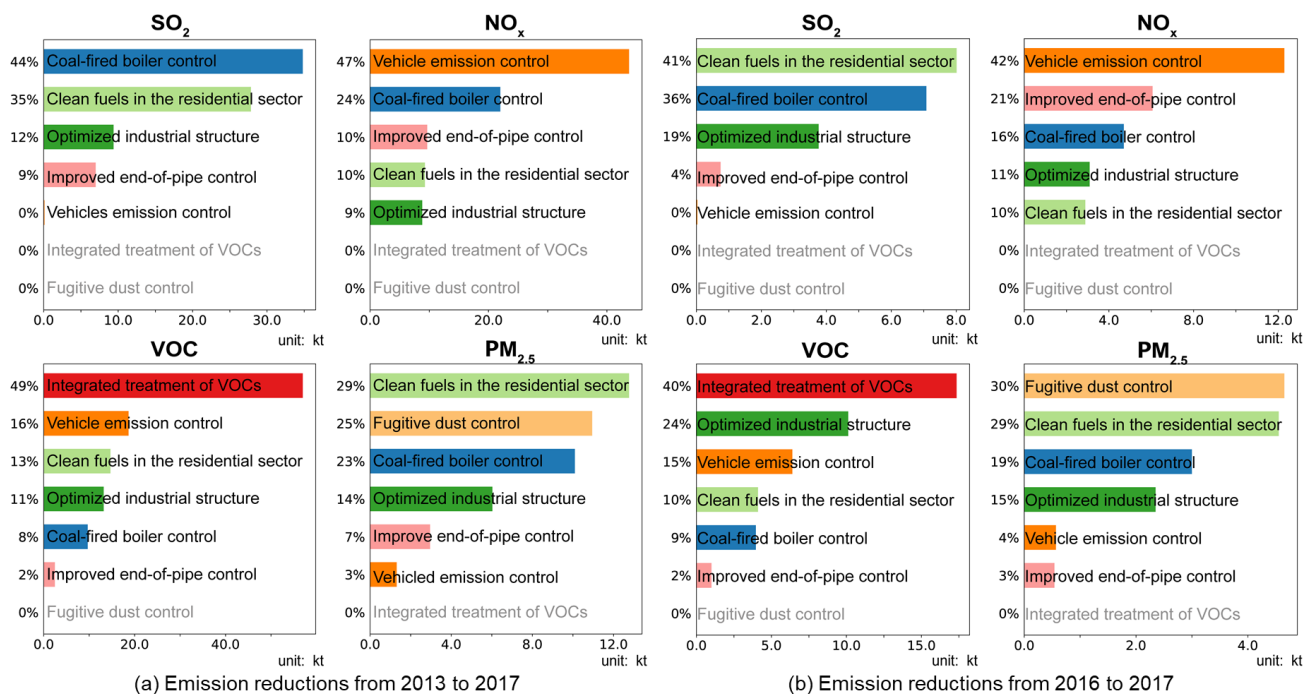 SO2
44% Coal-fired boiler control
35% Clean fuels in the residential sector
12% Optimized industrial structure
9% Improved end-of-pipe control
0% Vehicles emission control
0% Integrated treatment of VOCs
0% Fugitive dust control
0.0 10.0 20.0 30.0
unit: kt
NOx
47% Vehicle emission control
24% Coal-fired boiler control
10% Improved end-of-pipe control
10% Clean fuels in the residential sector
9% Optimized industrial structure
0% Integrated treatment of VOCs
0% Fugitive dust control
0.0 20.0 40.0
unit: kt
VOC
49% Integrated treatment of VOCs
16% Vehicle emission control
13% Clean fuels in the residential sector
11% Optimized industrial structure
8% Coal-fired boiler control
2% Improved end-of-pipe control
0% Fugitive dust control
0.0 20.0 40.0
unit: kt
PM2.5
29% Clean fuels in the residential sector
25% Fugitive dust control
23% Coal-fired boiler control
14% Optimized industrial structure
7% Improve end-of-pipe control
3% Vehicled emission control
0% Integrated treatment of VOCs
0.0 4.0 8.0 12.0
unit: kt
(a) Emission reductions from 2013 to 2017
SO2
41% Clean fuels in the residential sector
36% Coal-fired boiler control
19% Optimized industrial structure
4% Improved end-of-pipe control
0% Vehicle emission control
0% Integrated treatment of VOCs
0% Fugitive dust control
0.0 2.0 4.0 6.0 8.0
unit: kt
NOx
42% Vehicle emission control
21% Improved end-of-pipe control
16% Coal-fired boiler control
11% Optimized industrial structure
10% Clean fuels in the residential sector
0% Integrated treatment of VOCs
0% Fugitive dust control
0.0 4.0 8.0 12.0
unit: kt
VOC
40% Integrated treatment of VOCs
24% Optimized industrial structure
15% Vehicle emission control
10% Clean fuels in the residential sector
9% Coal-fired boiler control
2% Improved end-of-pipe control
0% Fugitive dust control
0.0 5.0 10.0 15.0
unit: kt
PM2.5
30% Fugitive dust control
29% Clean fuels in the residential sector
19% Coal-fired boiler control
15% Optimized industrial structure
4% Vehicle emission control
3% Improved end-of-pipe control
0% Integrated treatment of VOCs
0.0 2.0 4.0
unit: kt
(b) Emission reductions from 2016 to 2017